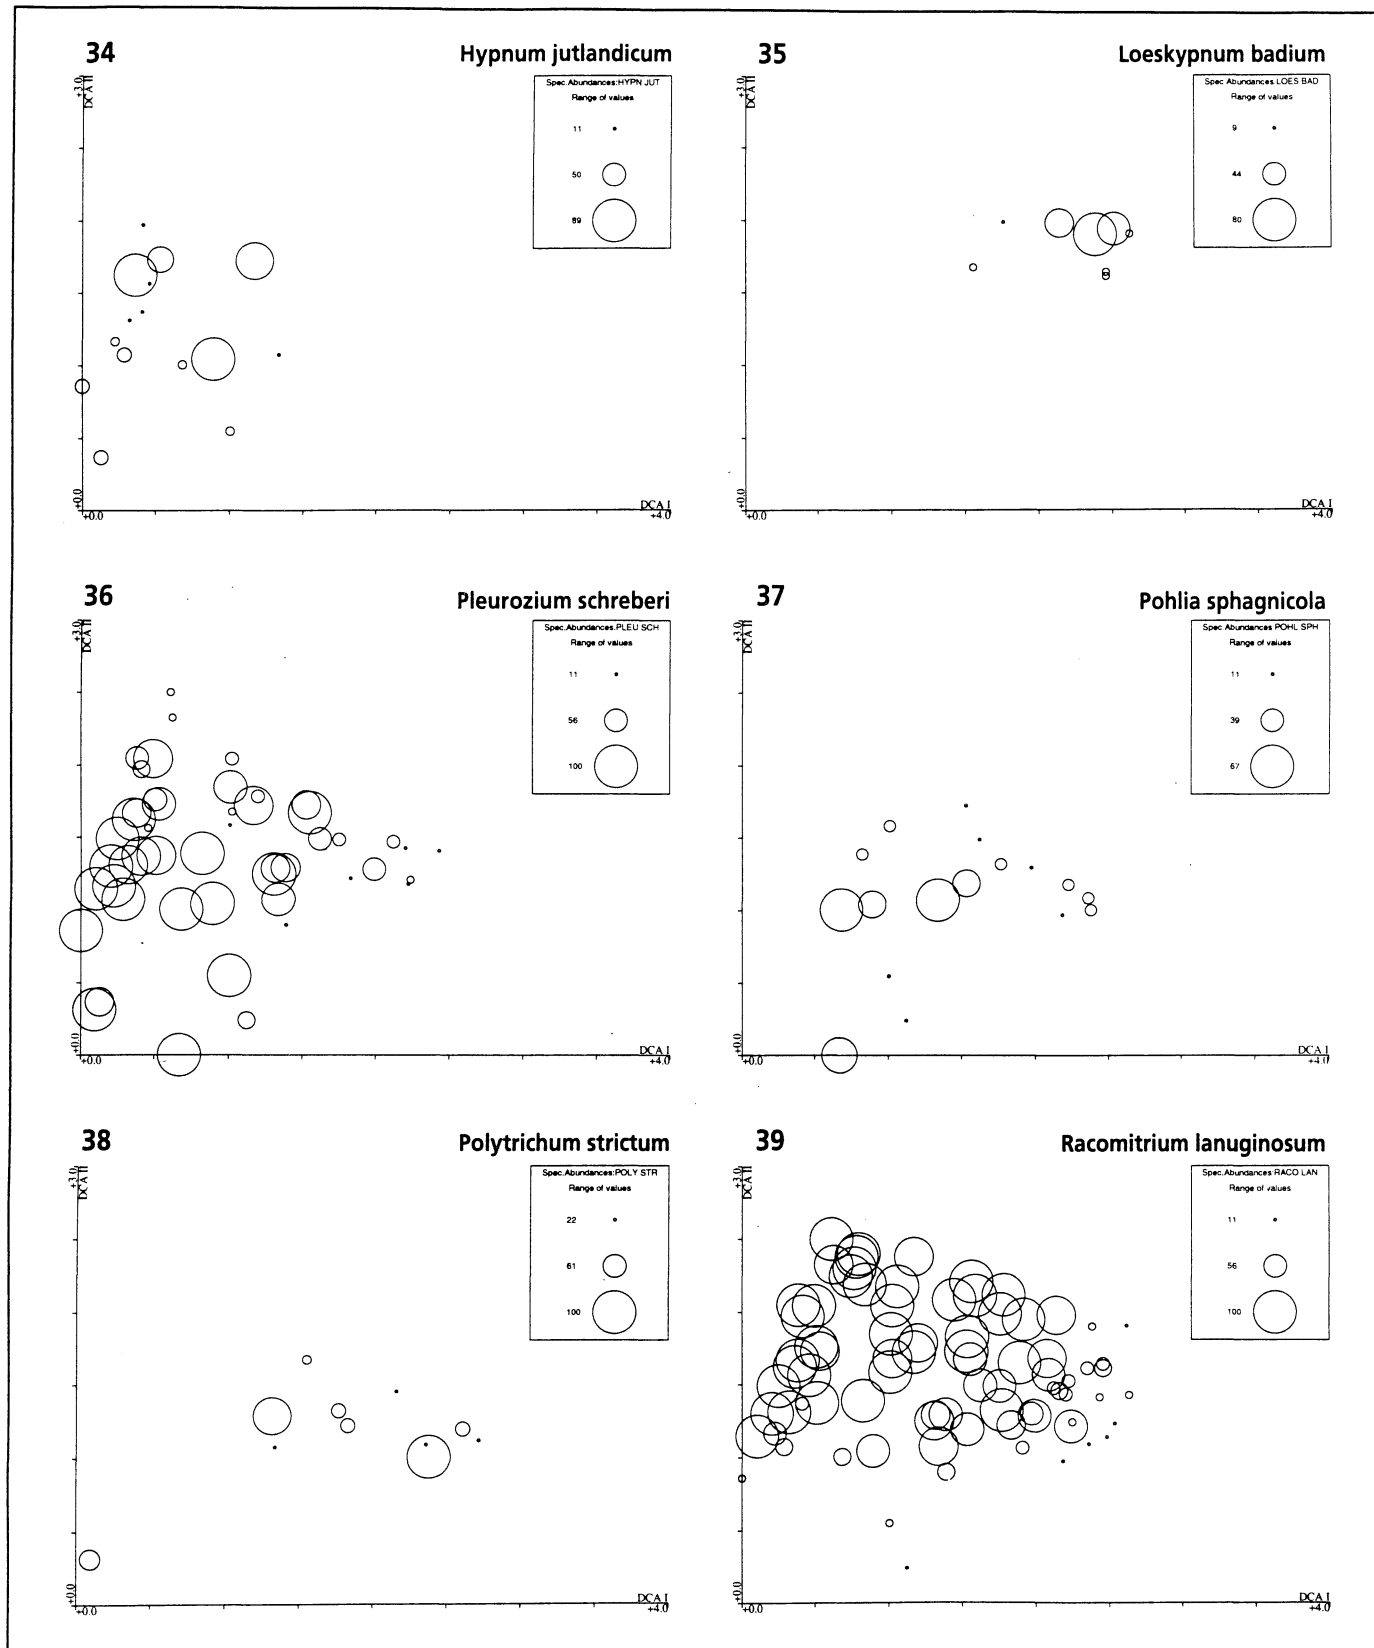 34
Hypnum jutlandicum
Spec.Abundances:HYPN JUT
Range of values
11
50
89
+3.0
DCA II
+0.0
+0.0
DCA I
+4.0
35
Loeskypnum badium
Spec Abundances:LOES BAD
Range of values
9
44
80
+3.0
DCA II
+0.0
+0.0
DCA I
+4.0
36
Pleurozium schreberi
Spec.Abundances:PLEU SCH
Range of values
11
56
100
+3.0
DCA II
+0.0
+0.0
DCA I
+4.0
37
Pohlia sphagnicola
Spec Abundances POHL SPH
Range of values
11
39
67
+3.0
DCA II
+0.0
+0.0
DCA I
+4.0
38
Polytrichum strictum
Spec.Abundances:POLY STR
Range of values
22
61
100
+3.0
DCA II
+0.0
+0.0
DCA I
+4.0
39
Racomitrium lanuginosum
Spec.Abundances RACO LAN
Range of values
11
56
100
+3.0
DCA II
+0.0
+0.0
DCA I
+4.0